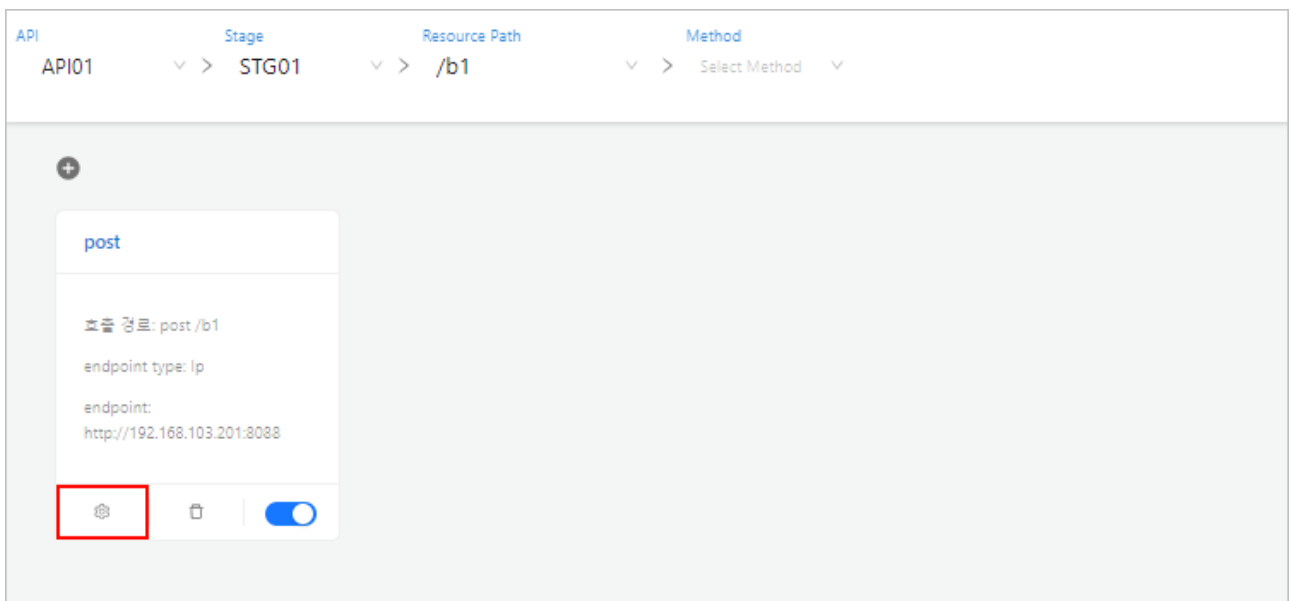 API Stage Resource Path Method
API01 > STG01 > /b1 > Select Method
post
호출 경로: post /b1
endpoint type: Ip
endpoint:
http://192.168.103.201:8088